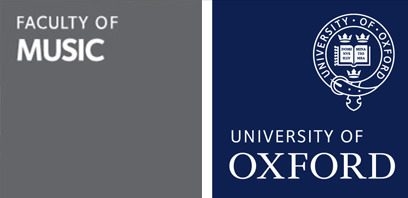 FACULTY OF
MUSIC
UNIVERSITY · OF · OXFORD
UNIVERSITY OF
OXFORD